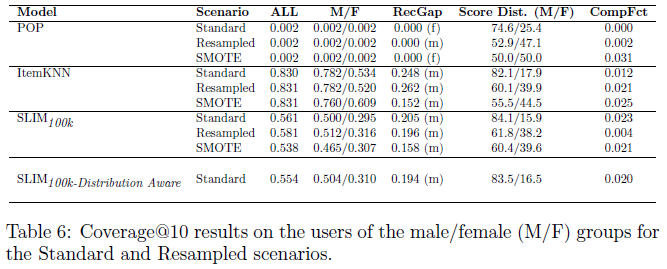 Model Scenario ALL M/F RecGap Score Dist. (M/F) CompFct
POP Standard 0.002 0.002/0.002 0.000 (f) 74.6/25.4 0.000
Resampled 0.002 0.002/0.002 0.000 (m) 52.9/47.1 0.002
SMOTE 0.002 0.002/0.002 0.000 (f) 50.0/50.0 0.031
ItemKNN Standard 0.830 0.782/0.534 0.248 (m) 82.1/17.9 0.012
Resampled 0.831 0.782/0.520 0.262 (m) 60.1/39.9 0.021
SMOTE 0.831 0.760/0.609 0.152 (m) 55.5/44.5 0.025
SLIM100k Standard 0.561 0.500/0.295 0.205 (m) 84.1/15.9 0.023
Resampled 0.581 0.512/0.316 0.196 (m) 61.8/38.2 0.004
SMOTE 0.538 0.465/0.307 0.158 (m) 60.4/39.6 0.021
SLIM100k-Distribution Aware Standard 0.554 0.504/0.310 0.194 (m) 83.5/16.5 0.020
Table 6: Coverage@10 results on the users of the male/female (M/F) groups for
the Standard and Resampled scenarios.